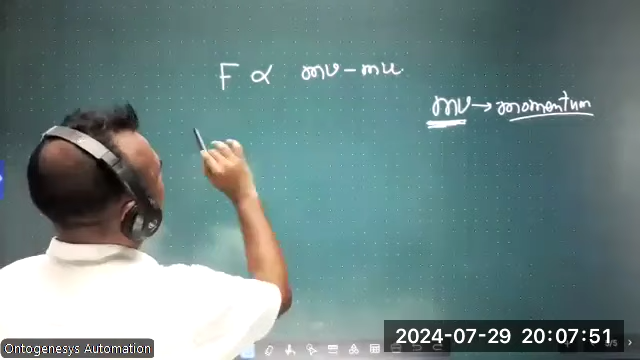 F ∝ mv - mu
mv → momentum
2024-07-29 20:07:51
Ontogenesys Automation